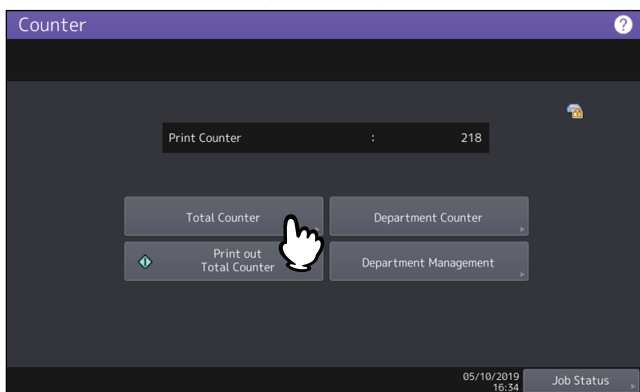 Counter
?
Print Counter : 218
Total Counter
Department Counter
Print out
Total Counter
Department Management
05/10/2019
16:34
Job Status